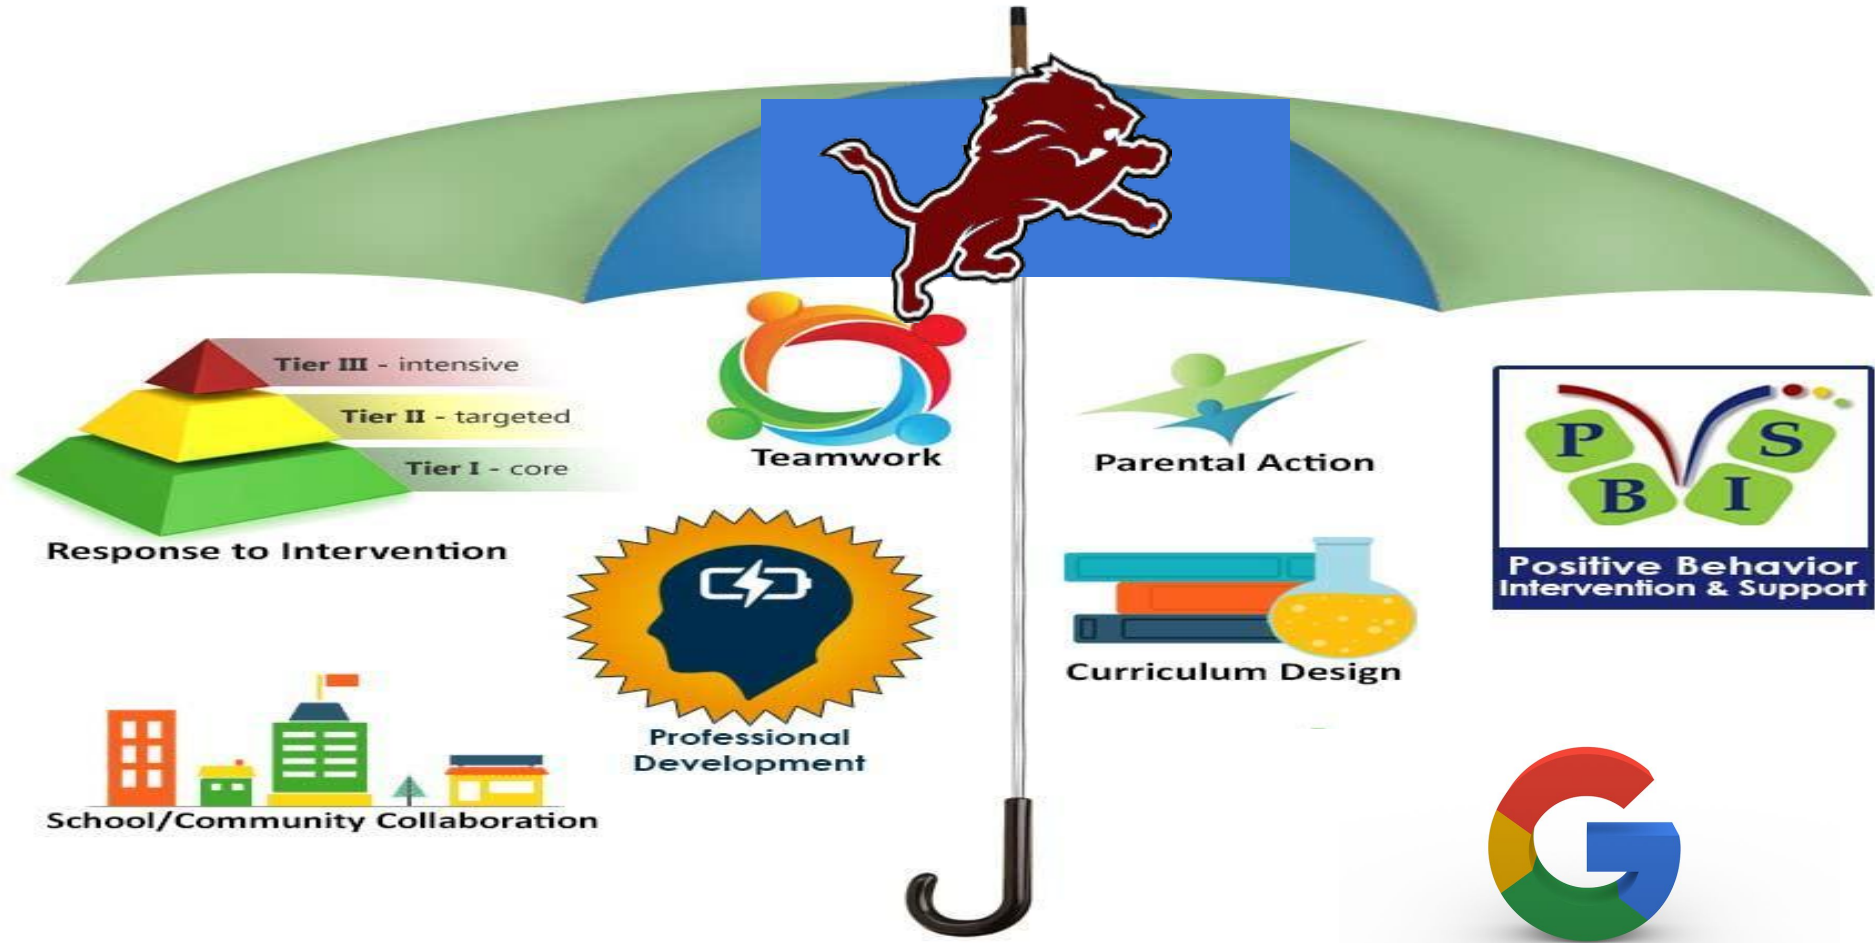 Tier III - intensive
Tier II - targeted
Tier I - core
Response to Intervention
Teamwork
Parental Action
P
S
B
I
Positive Behavior
Intervention & Support
Professional
Development
Curriculum Design
School/Community Collaboration
G